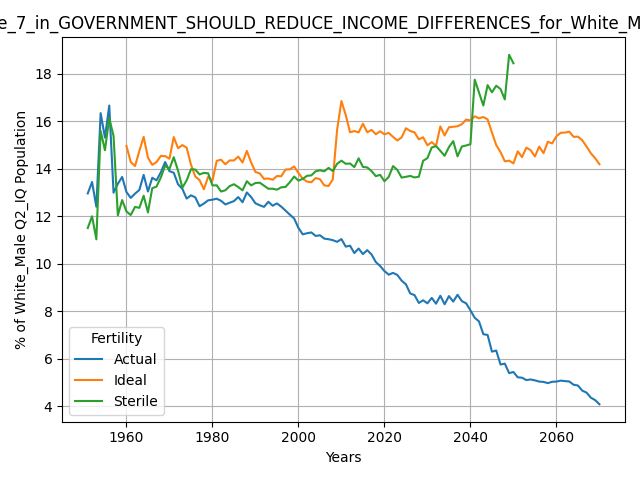 e_7_in_GOVERNMENT_SHOULD_REDUCE_INCOME_DIFFERENCES_for_White_M
% of White_Male Q2_IQ Population
18
16
14
12
10
8
6
4
Fertility
Actual
Ideal
Sterile
1960 1980 2000 2020 2040 2060
Years